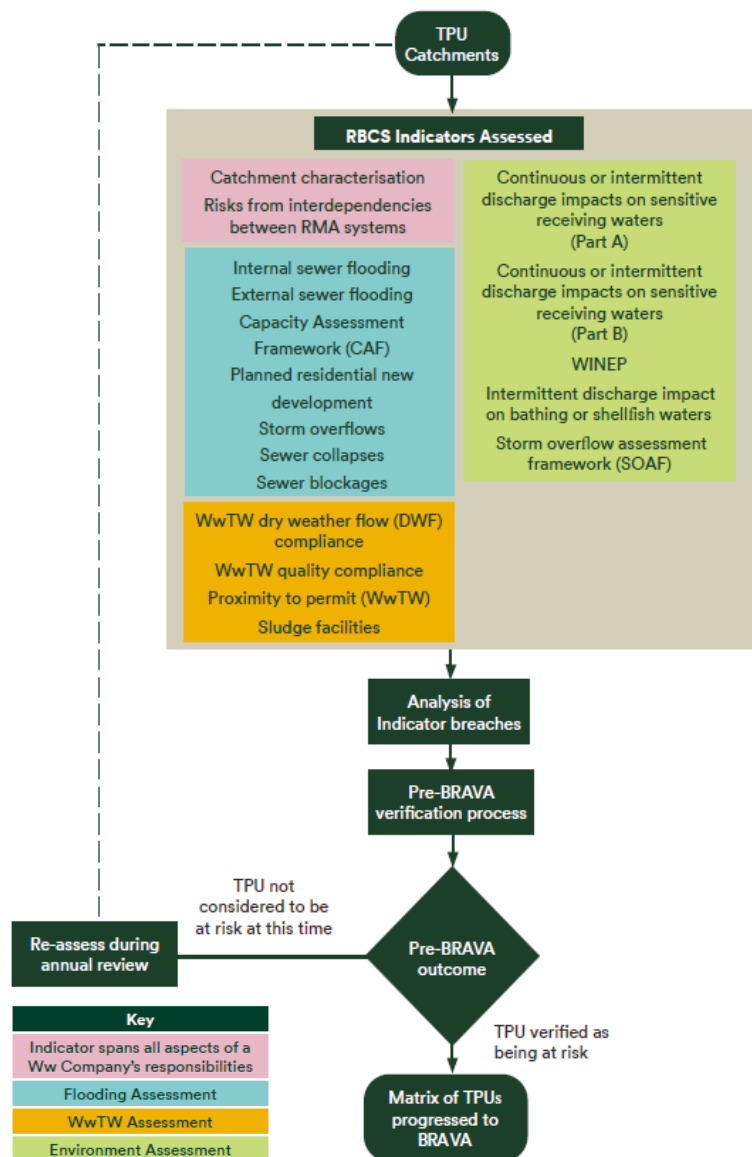 TPU
Catchments
RBCS Indicators Assessed
Catchment characterisation
Risks from interdependencies
between RMA systems
Internal sewer flooding
External sewer flooding
Capacity Assessment
Framework (CAF)
Planned residential new
development
Storm overflows
Sewer collapses
Sewer blockages
WwTW dry weather flow (DWF)
compliance
WwTW quality compliance
Proximity to permit (WwTW)
Sludge facilities
Continuous or intermittent
discharge impacts on sensitive
receiving waters
(Part A)
Continuous or intermittent
discharge impacts on sensitive
receiving waters
(Part B)
WINEP
Intermittent discharge impact
on bathing or shellfish waters
Storm overflow assessment
framework (SOAF)
Analysis of
Indicator breaches
Pre-BRAVA
verification process
TPU not
considered to be
at risk at this time
Re-assess during
annual review
Pre-BRAVA
outcome
TPU verified as
being at risk
Matrix of TPUs
progressed to
BRAVA
Key
Indicator spans all aspects of a
Ww Company's responsibilities
Flooding Assessment
WwTW Assessment
Environment Assessment